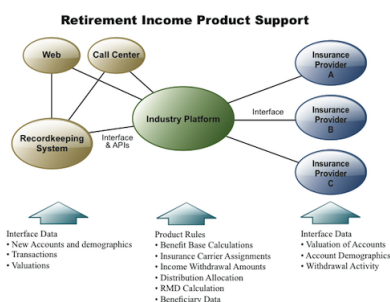 Retirement Income Product Support
Web
Call Center
Insurance
Provider
A
Industry Platform
Interface
Insurance
Provider
B
Recordkeeping
System
Interface
& APIs
Insurance
Provider
C
Interface Data
• New Accounts and demographics
• Transactions
• Valuations
Product Rules
• Benefit Base Calculations
• Insurance Carrier Assignments
• Income Withdrawal Amounts
• Distribution Allocation
• RMD Calculation
• Beneficiary Data
Interface Data
• Valuation of Accounts
• Account Demographics
• Withdrawal Activity